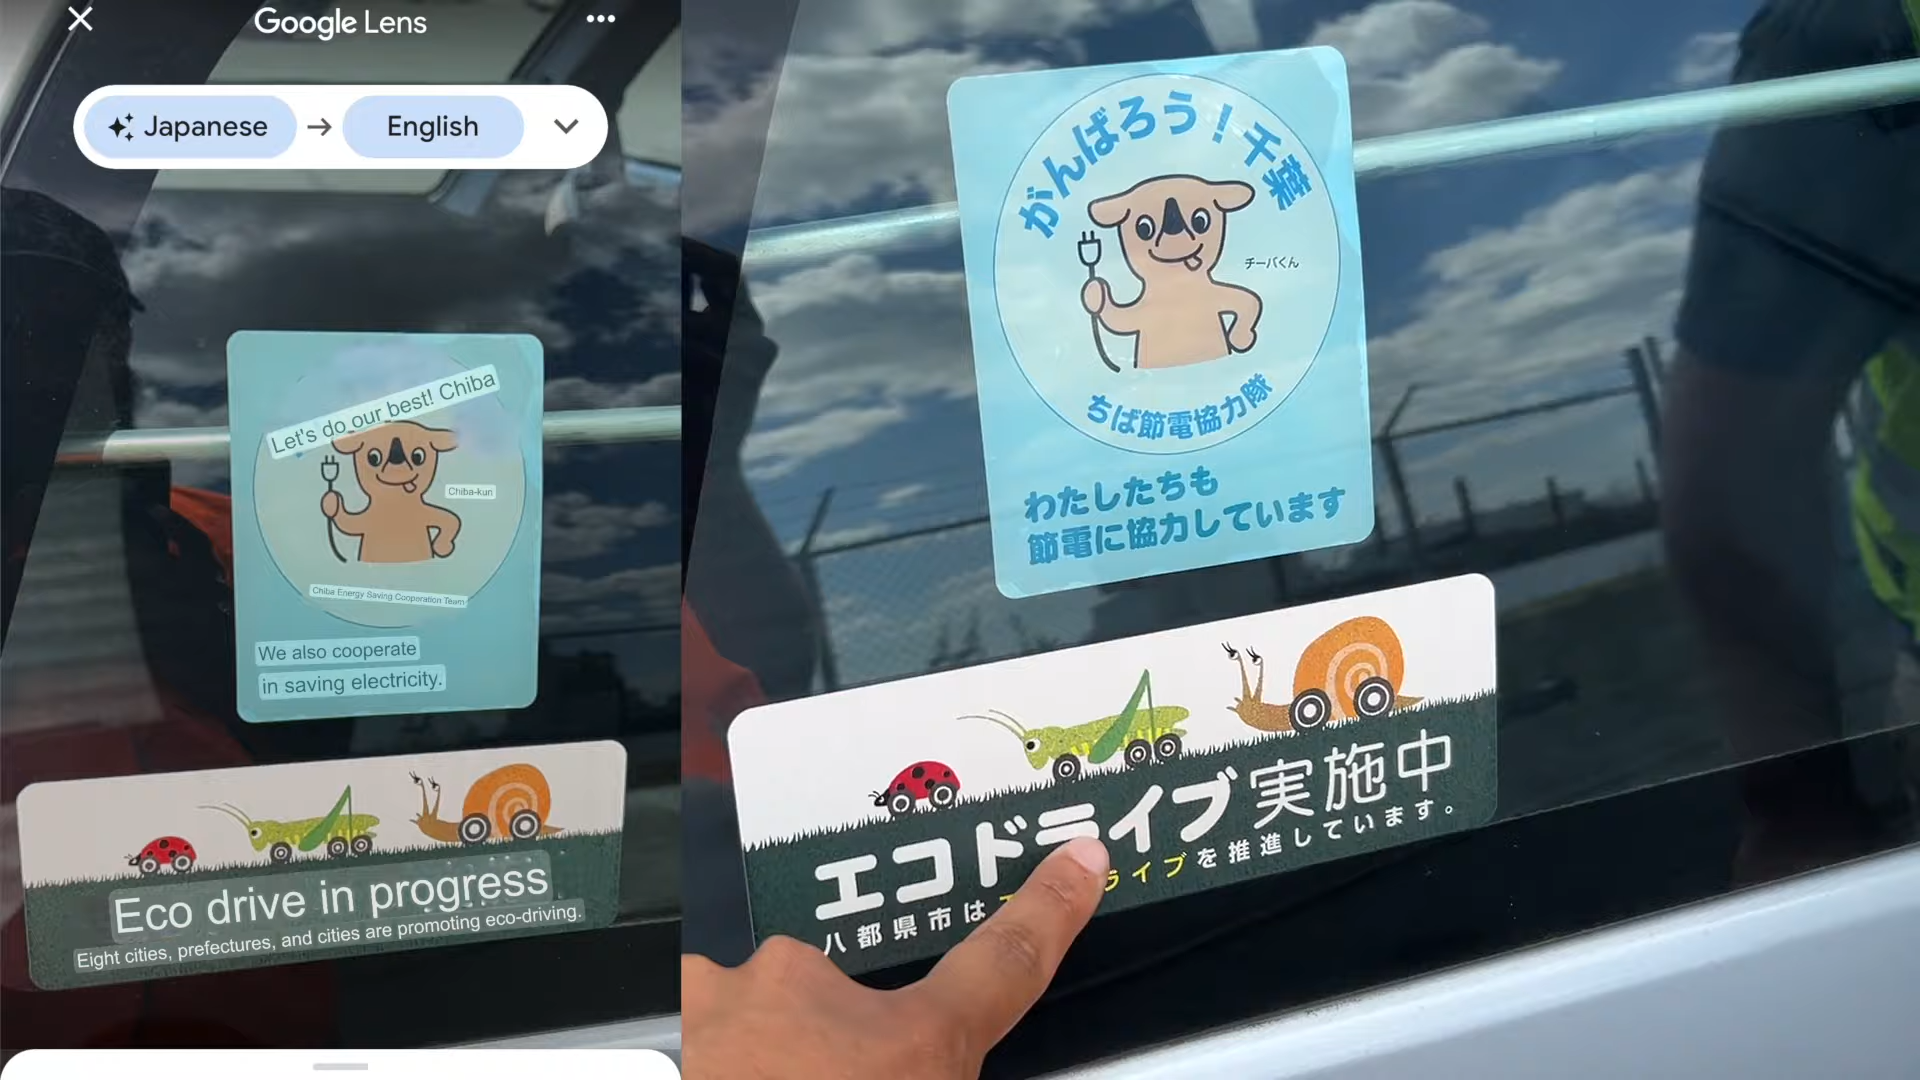 Google Lens
Japanese → English
Let's do our best! Chiba
Chiba-kun
Chiba Energy Saving Cooperation Team
We also cooperate
in saving electricity.
Eco drive in progress
Eight cities, prefectures, and cities are promoting eco-driving.
がんばろう！千葉
チーバくん
ちば節電協力隊
わたしたちも
節電に協力しています
エコドライブ実施中
八都県市は ライブを推進しています。